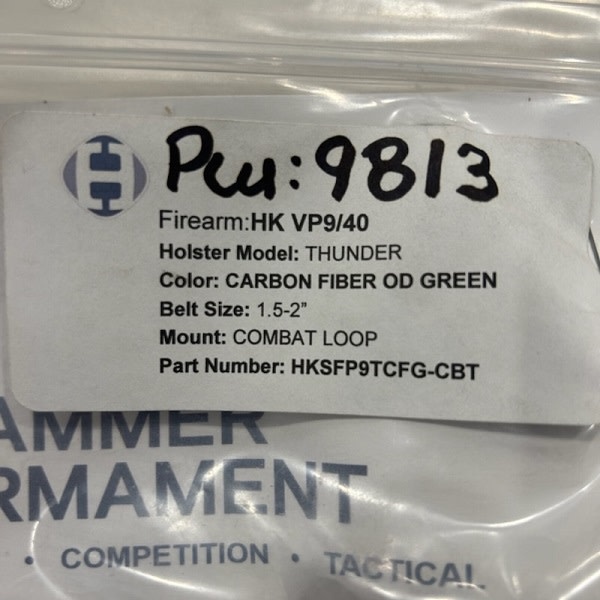 Pw: 9813
Firearm:HK VP9/40
Holster Model: THUNDER
Color: CARBON FIBER OD GREEN
Belt Size: 1.5-2"
Mount: COMBAT LOOP
Part Number: HKSFP9TCFG-CBT
AMMER
RMAMENT
• COMPETITION • TACTICAL